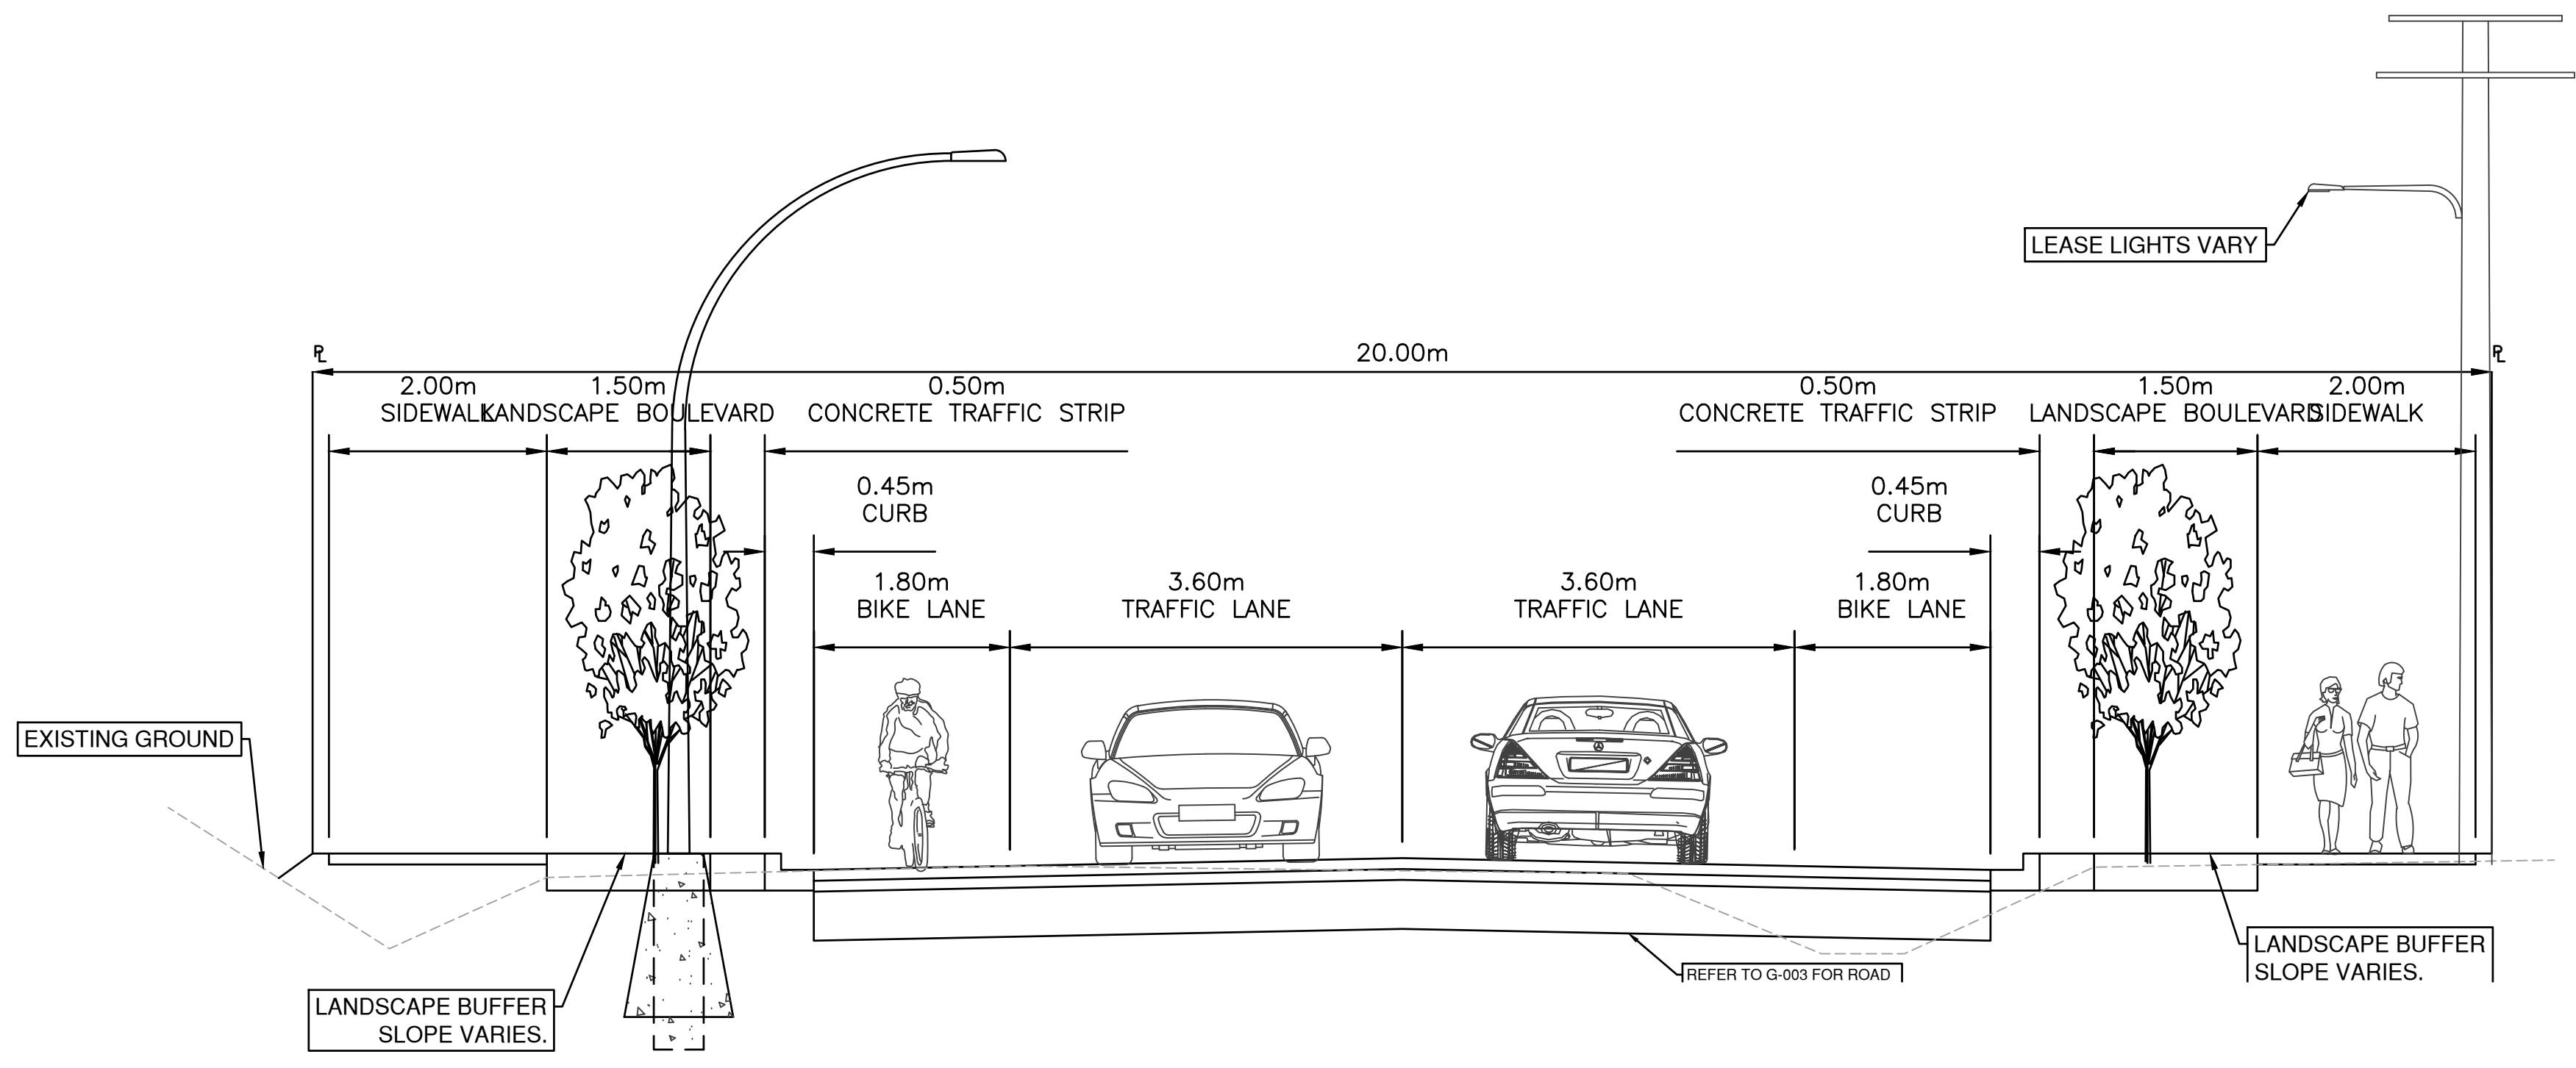 LEASE LIGHTS VARY
PL 20.00m PL
2.00m 1.50m 0.50m 0.50m 1.50m 2.00m
SIDEWALK LANDSCAPE BOULEVARD CONCRETE TRAFFIC STRIP CONCRETE TRAFFIC STRIP LANDSCAPE BOULEVARD SIDEWALK
0.45m 0.45m
CURB CURB
1.80m 3.60m 3.60m 1.80m
BIKE LANE TRAFFIC LANE TRAFFIC LANE BIKE LANE
EXISTING GROUND
LANDSCAPE BUFFER
SLOPE VARIES.
REFER TO G-003 FOR ROAD
LANDSCAPE BUFFER
SLOPE VARIES.